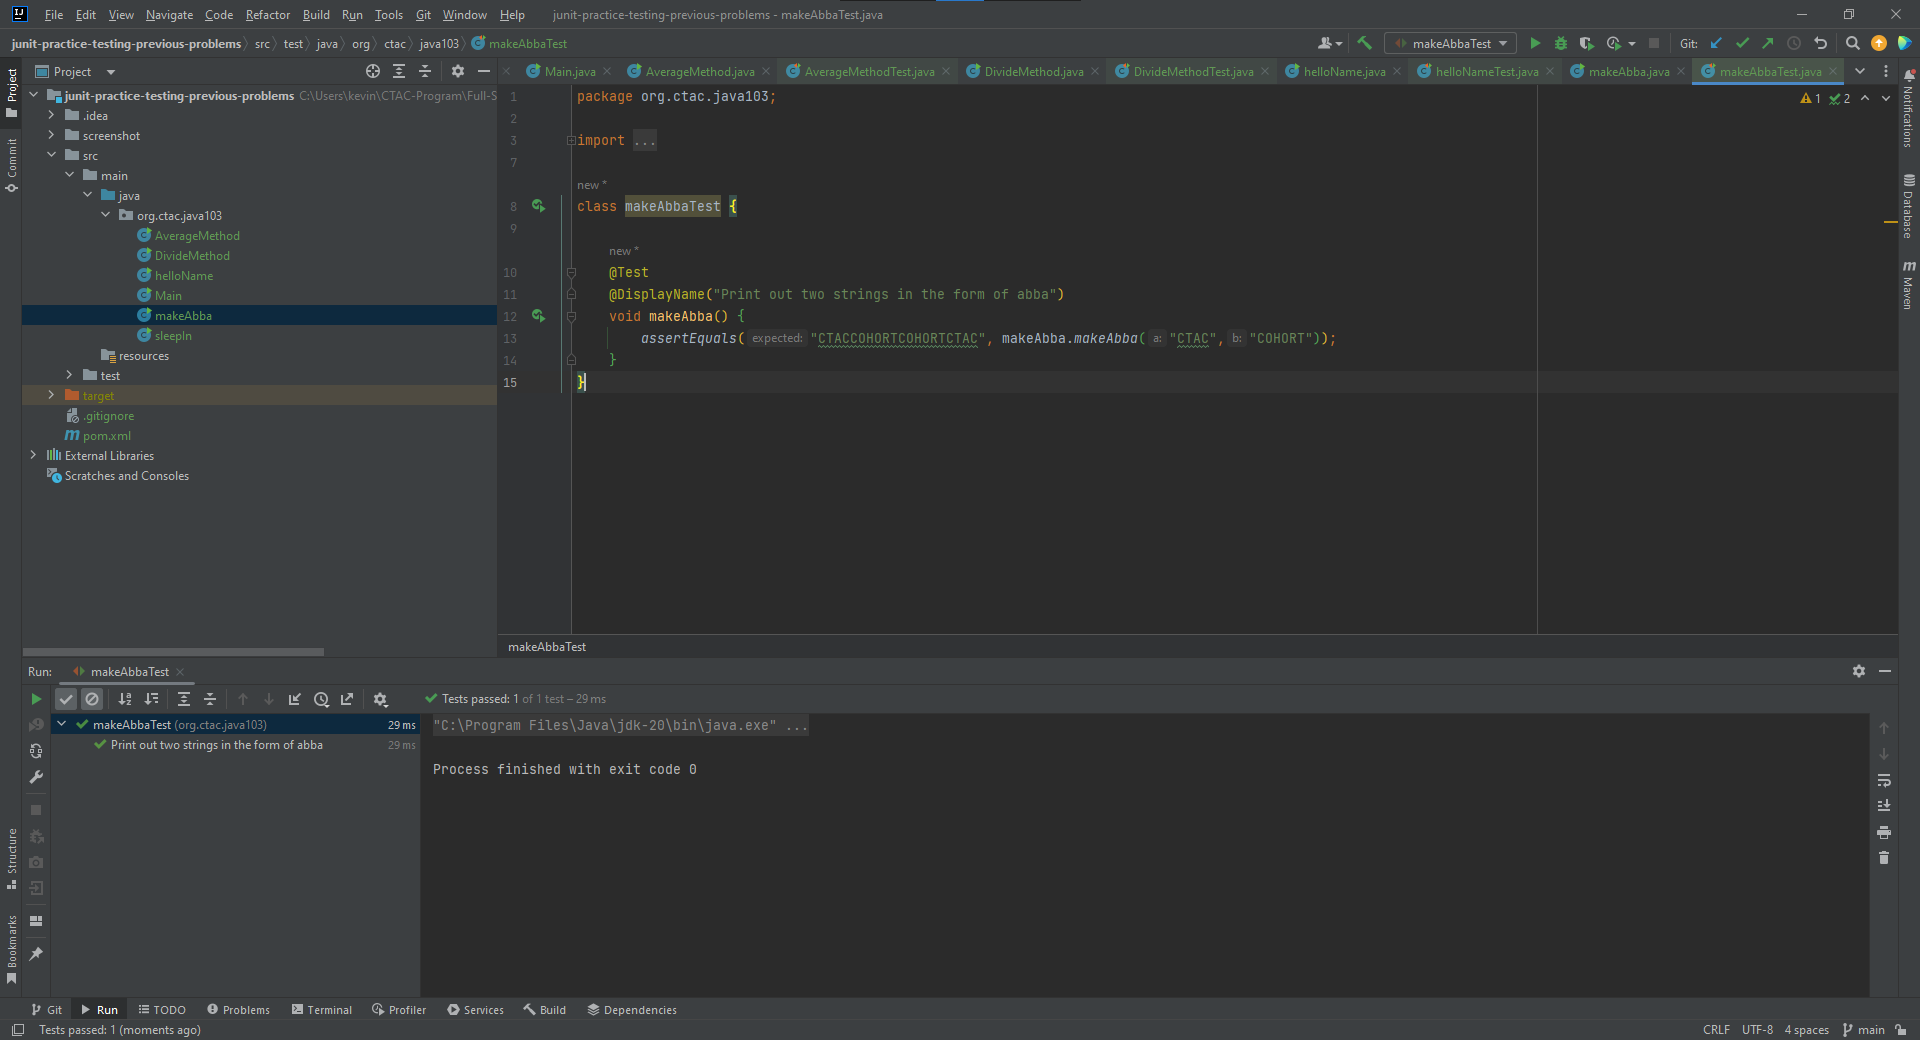 File Edit View Navigate Code Refactor Build Run Tools Git Window Help junit-practice-testing-previous-problems - makeAbbaTest.java
junit-practice-testing-previous-problems src test java org ctac java103 makeAbbaTest makeAbbaTest Git:
Project
Main.java AverageMethod.java AverageMethodTest.java DivideMethod.java DivideMethodTest.java helloName.java helloNameTest.java makeAbba.java makeAbbaTest.java
Project
Commit
junit-practice-testing-previous-problems C:\Users\kevin\CTAC-Program\Full-S
.idea
screenshot
src
main
java
org.ctac.java103
AverageMethod
DivideMethod
helloName
Main
makeAbba
sleepIn
resources
test
target
.gitignore
pom.xml
External Libraries
Scratches and Consoles
1 package org.ctac.java103;
2
3 import ...
7
new *
8 class makeAbbaTest {
9
new *
10 @Test
11 @DisplayName("Print out two strings in the form of abba")
12 void makeAbba() {
13 assertEquals( expected: "CTACCOHORTCOHORTCTAC", makeAbba.makeAbba( a: "CTAC", b: "COHORT"));
14 }
15 }
1 2
Notifications
Database
m Maven
makeAbbaTest
Run: makeAbbaTest
Tests passed: 1 of 1 test – 29 ms
makeAbbaTest (org.ctac.java103) 29 ms
Print out two strings in the form of abba 29 ms
"C:\Program Files\Java\jdk-20\bin\java.exe" ...
Process finished with exit code 0
Structure
Bookmarks
Git Run TODO Problems Terminal Profiler Services Build Dependencies
Tests passed: 1 (moments ago) CRLF UTF-8 4 spaces main